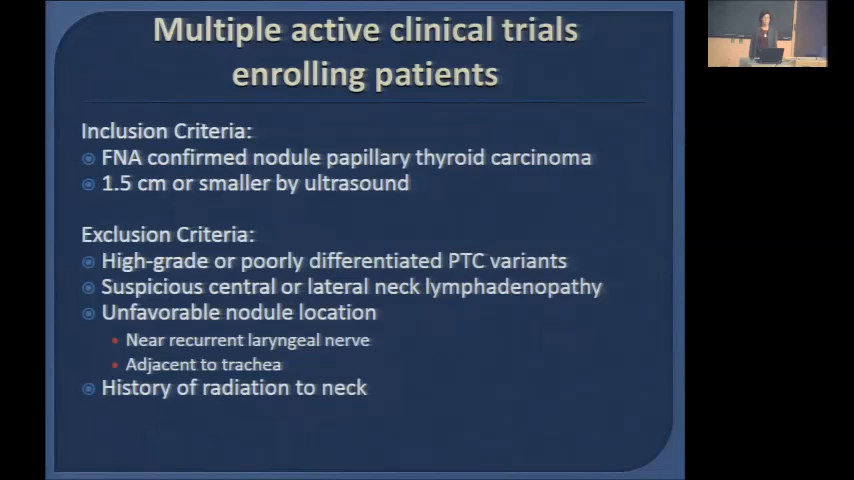 Multiple active clinical trials
enrolling patients
Inclusion Criteria:
FNA confirmed nodule papillary thyroid carcinoma
1.5 cm or smaller by ultrasound
Exclusion Criteria:
High-grade or poorly differentiated PTC variants
Suspicious central or lateral neck lymphadenopathy
Unfavorable nodule location
Near recurrent laryngeal nerve
Adjacent to trachea
History of radiation to neck